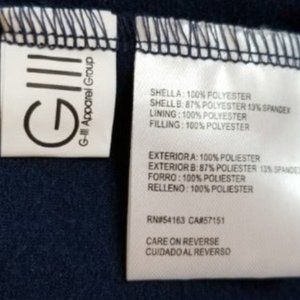 GIII
G-III Apparel Group
SHELL A: 100% POLYESTER
SHELL B: 87% POLYESTER 13% SPANDEX
LINING : 100% POLYESTER
FILLING : 100% POLYESTER
EXTERIOR A: 100% POLIESTER
EXTERIOR B: 87% POLIESTER 13% SPANDEX
FORRO : 100% POLIESTER
RELLENO : 100% POLIESTER
RN#54163 CA#57151
CARE ON REVERSE
CUIDADO AL REVERSO